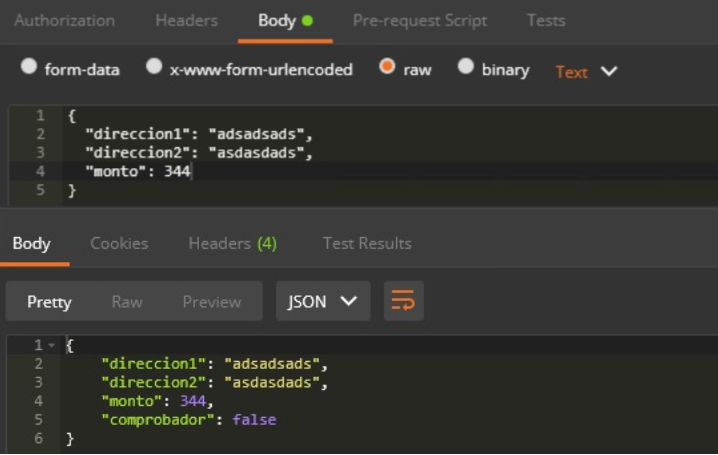 Authorization Headers Body Pre-request Script Tests
form-data x-www-form-urlencoded raw binary Text
1 {
2 "direccion1": "adsadsads",
3 "direccion2": "asdasdads",
4 "monto": 344
5 }
Body Cookies Headers (4) Test Results
Pretty Raw Preview JSON
1 {
2 "direccion1": "adsadsads",
3 "direccion2": "asdasdads",
4 "monto": 344,
5 "comprobador": false
6 }